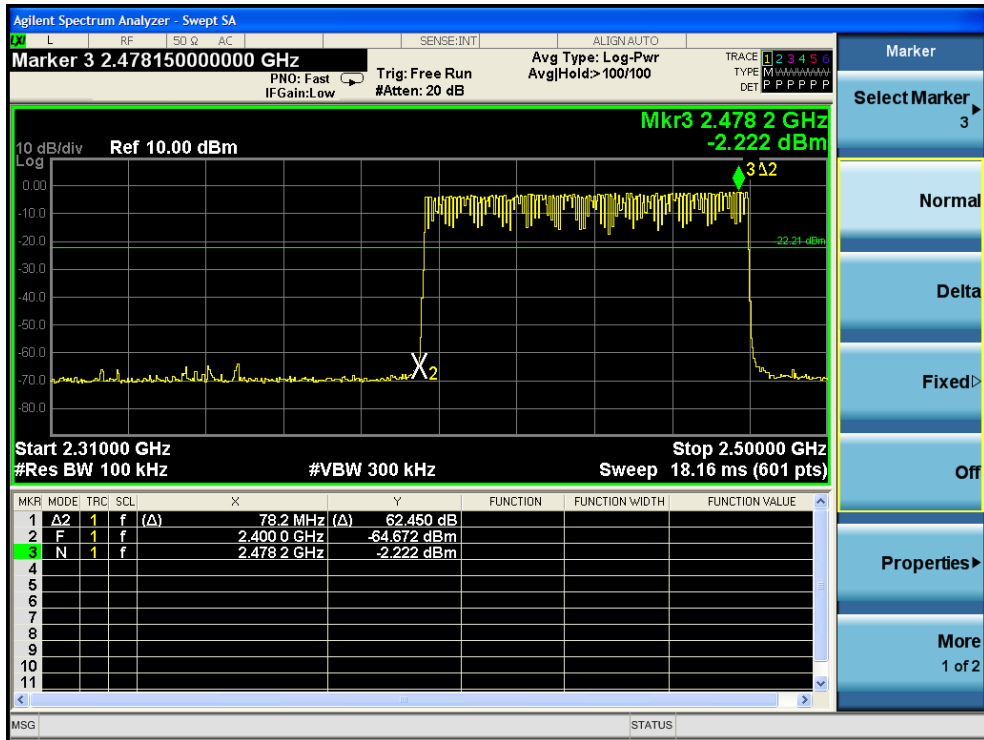 Agilent Spectrum Analyzer - Swept SA
LXI L RF 50 Ω AC SENSE:INT ALIGN AUTO
Marker 3 2.478150000000 GHz
PNO: Fast
IFGain:Low
Trig: Free Run
#Atten: 20 dB
Avg Type: Log-Pwr
Avg|Hold:> 100/100
TRACE 1 2 3 4 5 6
TYPE M
DET P P P P P P
Mkr3 2.478 2 GHz
-2.222 dBm
10 dB/div Ref 10.00 dBm
Log
3 Δ2
0.00
-10.0
-20.0
-22.21 dBm
-30.0
-40.0
-50.0
-60.0
X2
-70.0
-80.0
Start 2.31000 GHz Stop 2.50000 GHz
#Res BW 100 kHz #VBW 300 kHz Sweep 18.16 ms (601 pts)
MKR MODE TRC SCL X Y FUNCTION FUNCTION WIDTH FUNCTION VALUE
1 Δ2 1 f (Δ) 78.2 MHz (Δ) 62.450 dB
2 F 1 f 2.400 0 GHz -64.672 dBm
3 N 1 f 2.478 2 GHz -2.222 dBm
4
5
6
7
8
9
10
11
MSG STATUS
Marker
Select Marker
3
Normal
Delta
Fixed
Off
Properties
More
1 of 2